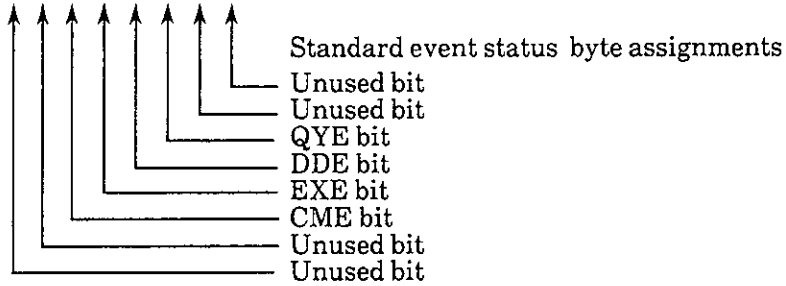 Standard event status byte assignments
Unused bit
Unused bit
QYE bit
DDE bit
EXE bit
CME bit
Unused bit
Unused bit